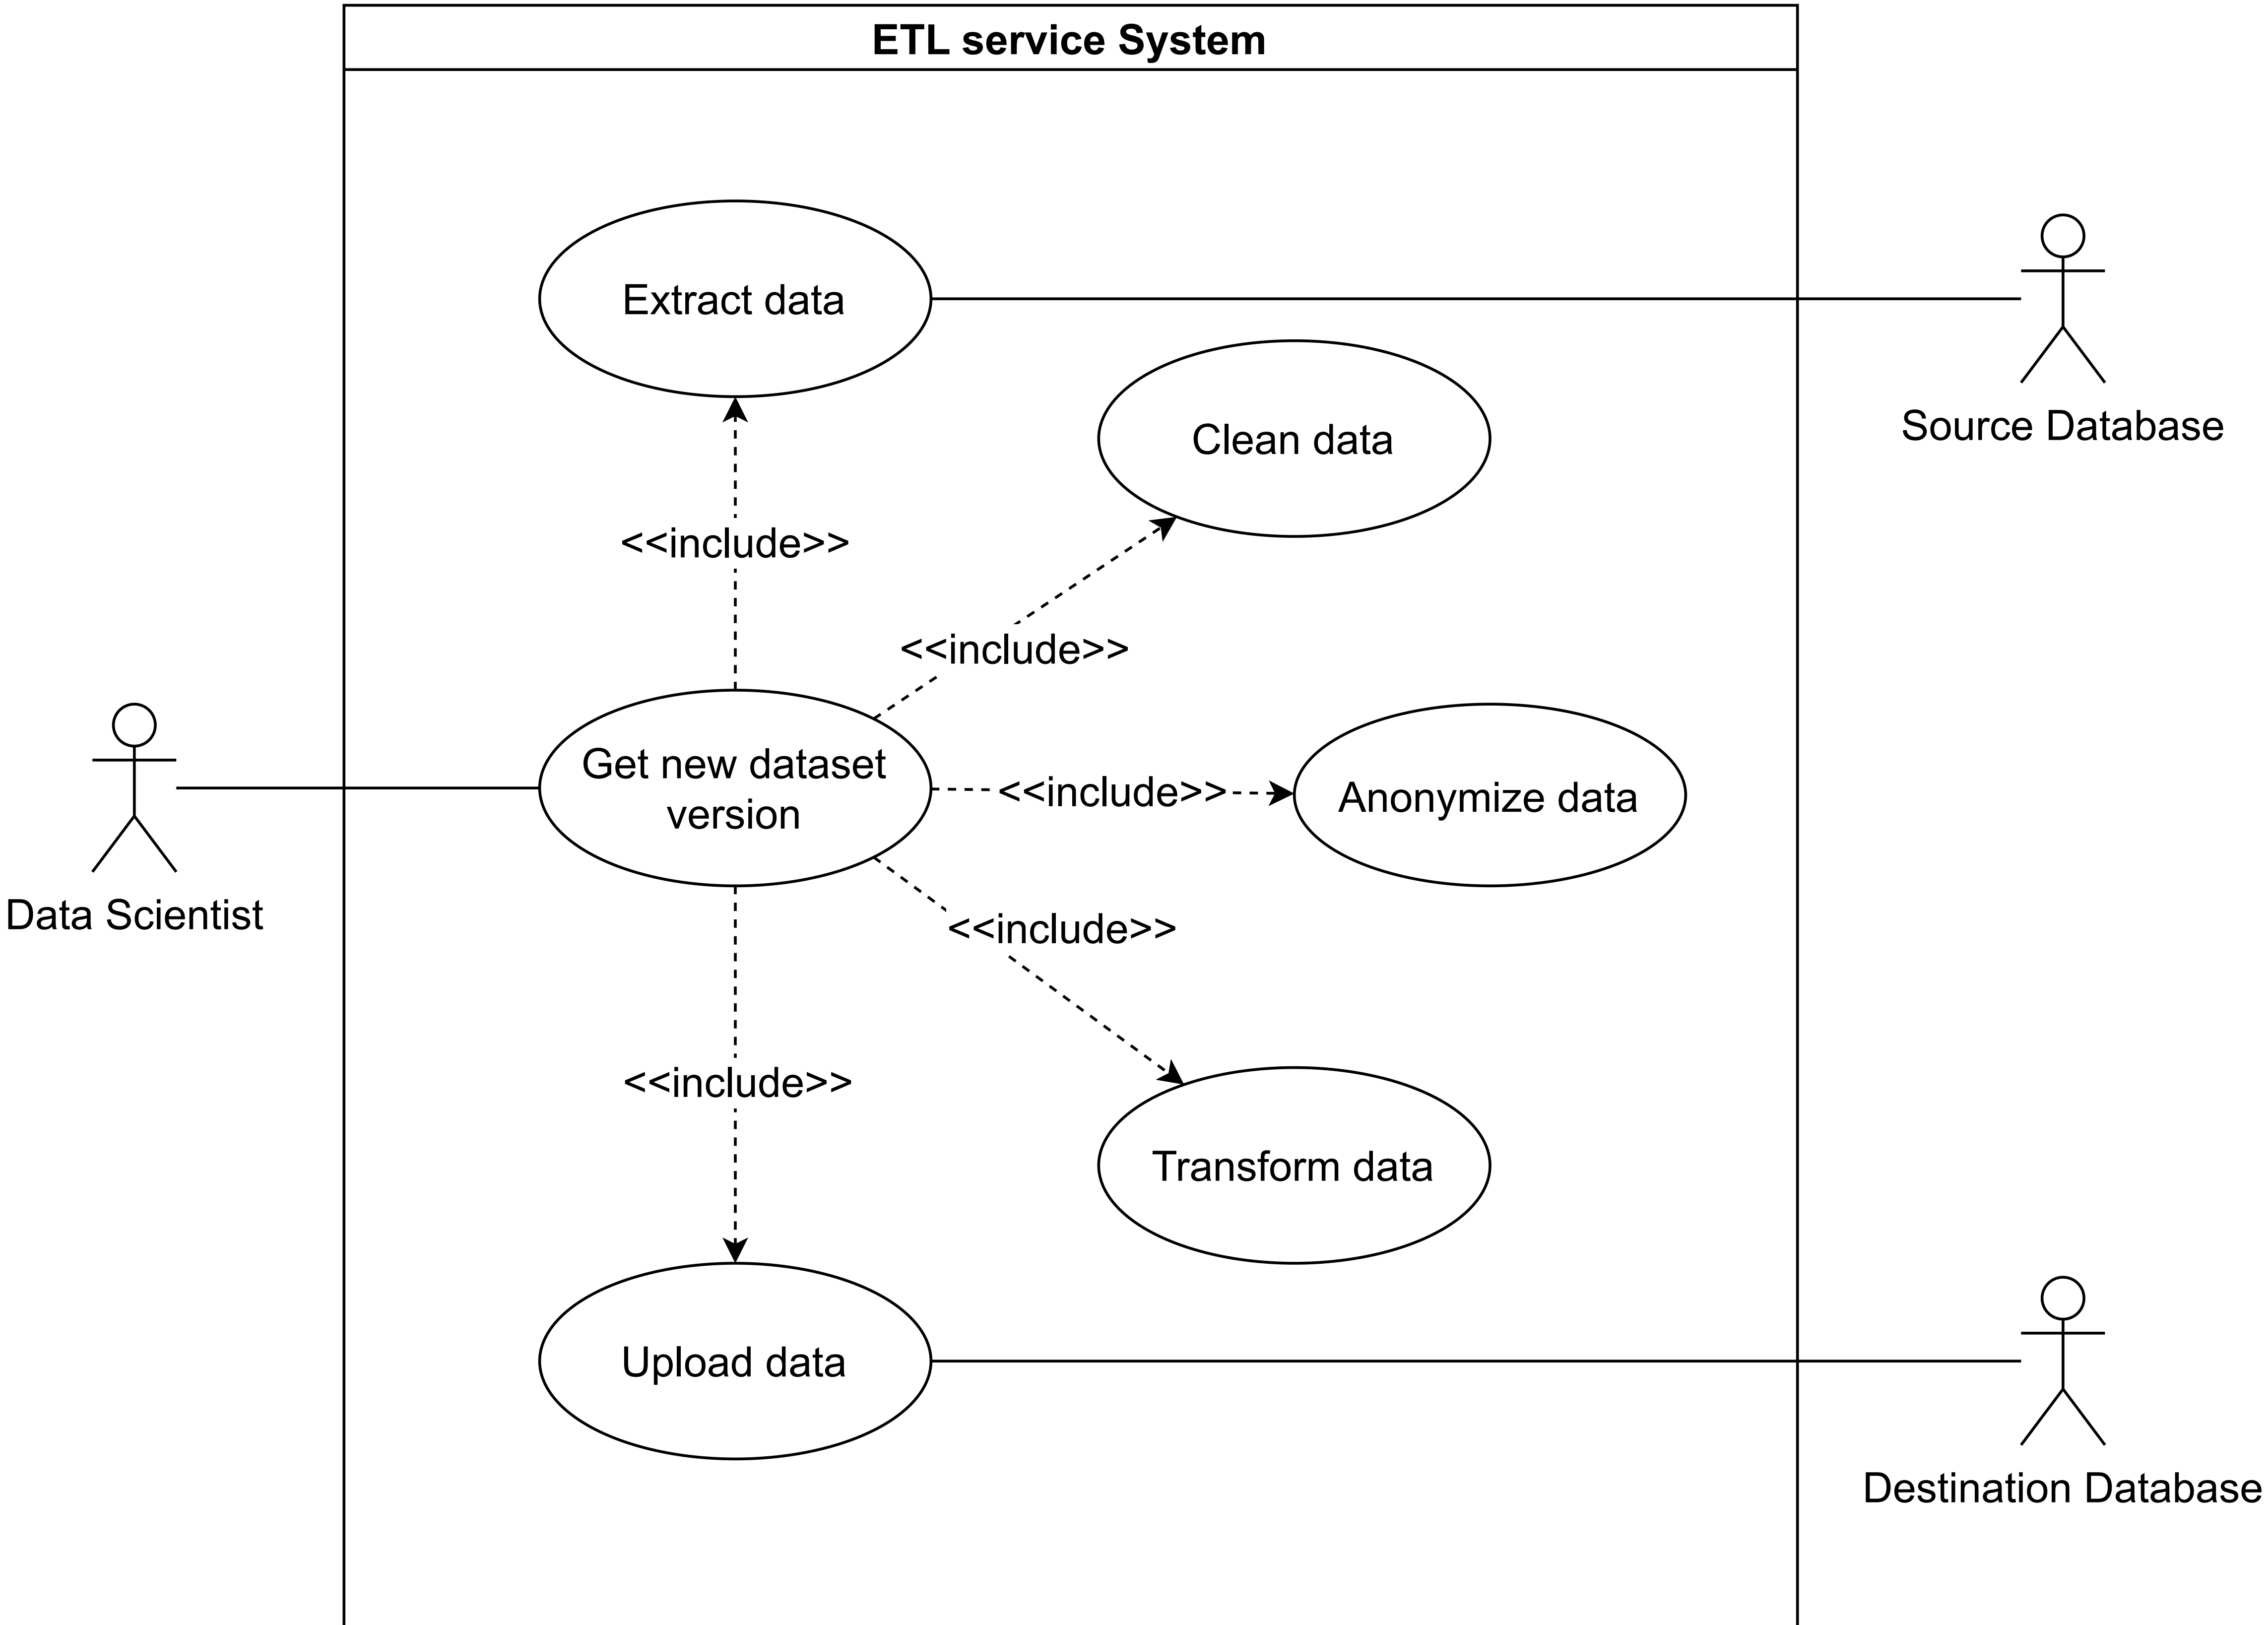 ETL service System
Extract data
Clean data
Source Database
<<include>>
<<include>>
Get new dataset
version
<<include>>
Anonymize data
Data Scientist
<<include>>
<<include>>
Transform data
Upload data
Destination Database